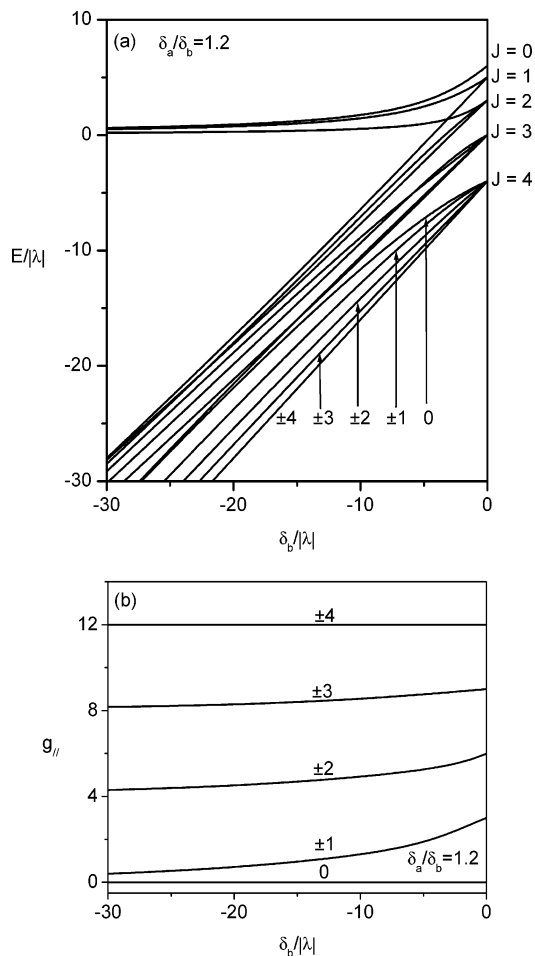 (a)
δa/δb=1.2
10
0
-10
-20
-30
E/|λ|
J = 0
J = 1
J = 2
J = 3
J = 4
±4 ±3 ±2 ±1 0
-30 -20 -10 0
δb/|λ|
(b)
12
8
4
0
g//
±4
±3
±2
±1
0
δa/δb=1.2
-30 -20 -10 0
δb/|λ|